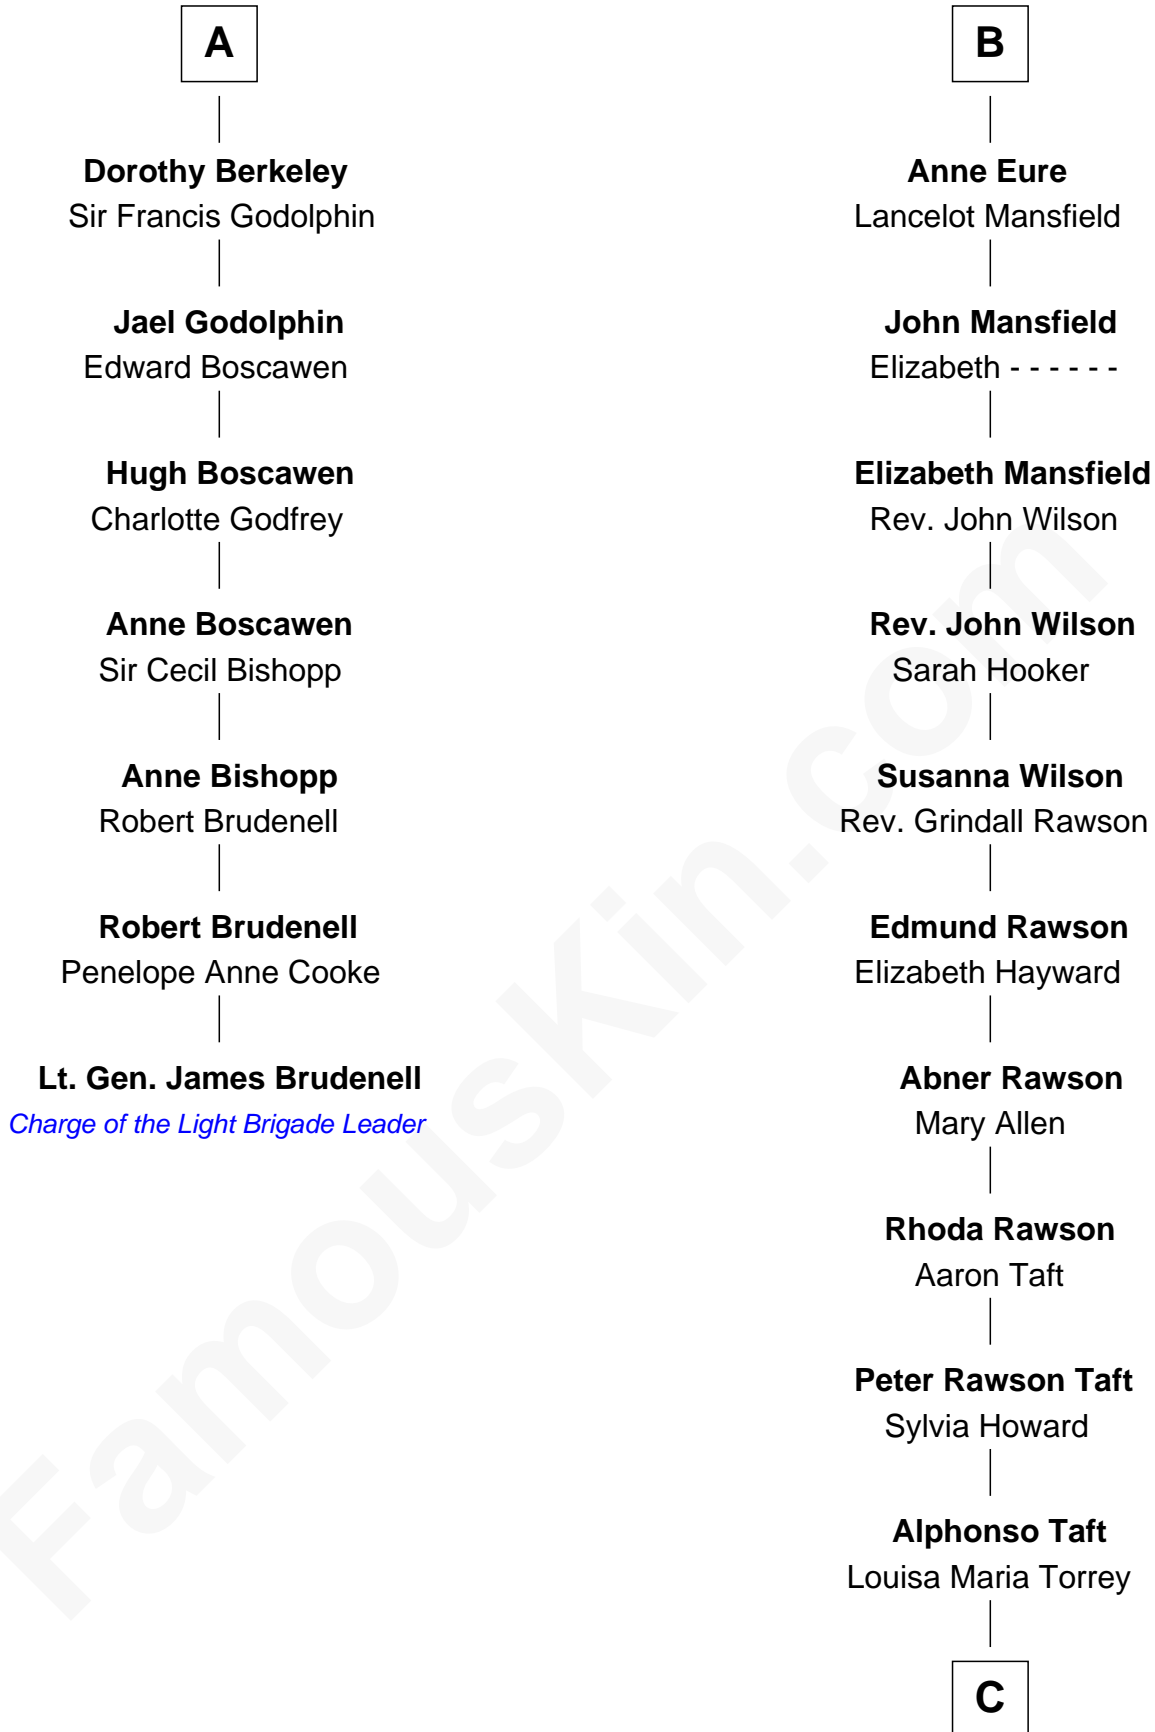 A
Dorothy Berkeley
Sir Francis Godolphin
Jael Godolphin
Edward Boscawen
Hugh Boscawen
Charlotte Godfrey
Anne Boscawen
Sir Cecil Bishopp
Anne Bishopp
Robert Brudenell
Robert Brudenell
Penelope Anne Cooke
Lt. Gen. James Brudenell
Charge of the Light Brigade Leader
B
Anne Eure
Lancelot Mansfield
John Mansfield
Elizabeth - - - - - -
Elizabeth Mansfield
Rev. John Wilson
Rev. John Wilson
Sarah Hooker
Susanna Wilson
Rev. Grindall Rawson
Edmund Rawson
Elizabeth Hayward
Abner Rawson
Mary Allen
Rhoda Rawson
Aaron Taft
Peter Rawson Taft
Sylvia Howard
Alphonso Taft
Louisa Maria Torrey
C
FamousKin.com